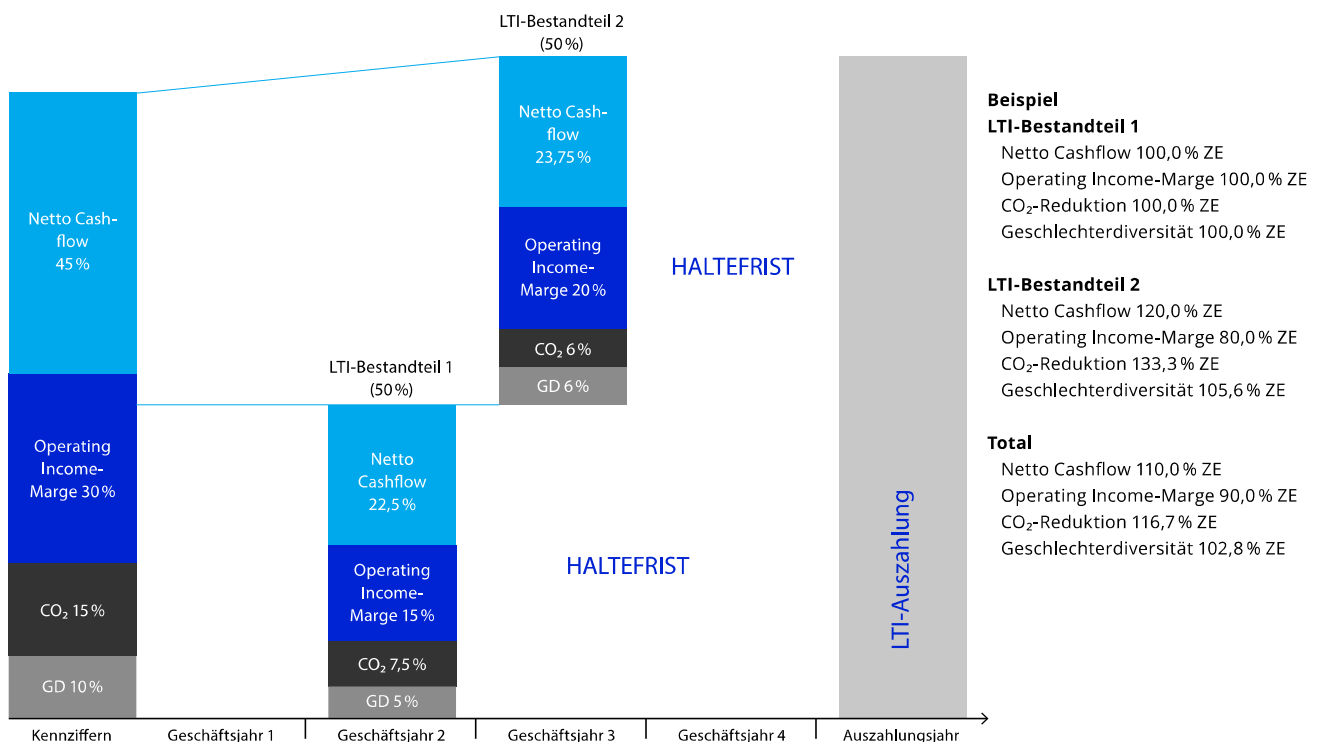 LTI-Bestandteil 2
(50 %)
Netto Cash-
flow
23,75 %
Operating
Income-
Marge 20 %
CO₂ 6 %
GD 6 %
Netto Cash-
flow
45 %
Operating
Income-
Marge 30 %
CO₂ 15 %
GD 10 %
LTI-Bestandteil 1
(50 %)
Netto
Cashflow
22,5 %
Operating
Income-
Marge 15 %
CO₂ 7,5 %
GD 5 %
HALTEFRIST
HALTEFRIST
LTI-Auszahlung
Kennziffern
Geschäftsjahr 1
Geschäftsjahr 2
Geschäftsjahr 3
Geschäftsjahr 4
Auszahlungsjahr
Beispiel
LTI-Bestandteil 1
Netto Cashflow 100,0 % ZE
Operating Income-Marge 100,0 % ZE
CO₂-Reduktion 100,0 % ZE
Geschlechterdiversität 100,0 % ZE
LTI-Bestandteil 2
Netto Cashflow 120,0 % ZE
Operating Income-Marge 80,0 % ZE
CO₂-Reduktion 133,3 % ZE
Geschlechterdiversität 105,6 % ZE
Total
Netto Cashflow 110,0 % ZE
Operating Income-Marge 90,0 % ZE
CO₂-Reduktion 116,7 % ZE
Geschlechterdiversität 102,8 % ZE